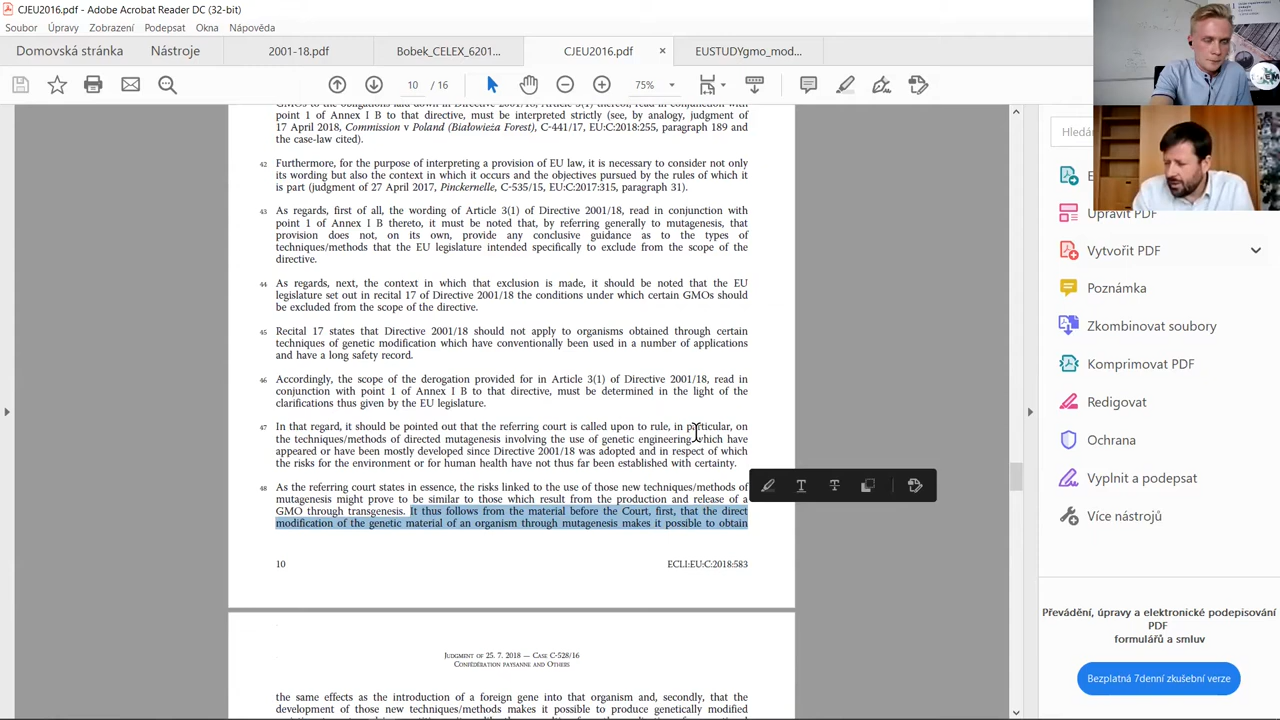 CJEU2016.pdf - Adobe Acrobat Reader DC (32-bit)
Soubor Úpravy Zobrazení Podepsat Okna Nápověda
Domovská stránka Nástroje 2001-18.pdf Bobek_CELEX_6201... CJEU2016.pdf × EUSTUDYgmo_mod...
10 / 16 75%
GMOs to the obligations laid down in Directive 2001/18, Article 3(1) thereof, read in conjunction with
point 1 of Annex I B to that directive, must be interpreted strictly (see, by analogy, judgment of
17 April 2018, Commission v Poland (Białowieża Forest), C-441/17, EU:C:2018:255, paragraph 189 and
the case-law cited).
42 Furthermore, for the purpose of interpreting a provision of EU law, it is necessary to consider not only
its wording but also the context in which it occurs and the objectives pursued by the rules of which it
is part (judgment of 27 April 2017, Pinckernelle, C-535/15, EU:C:2017:315, paragraph 31).
43 As regards, first of all, the wording of Article 3(1) of Directive 2001/18, read in conjunction with
point 1 of Annex I B thereto, it must be noted that, by referring generally to mutagenesis, that
provision does not, on its own, provide any conclusive guidance as to the types of
techniques/methods that the EU legislature intended specifically to exclude from the scope of the
directive.
44 As regards, next, the context in which that exclusion is made, it should be noted that the EU
legislature set out in recital 17 of Directive 2001/18 the conditions under which certain GMOs should
be excluded from the scope of the directive.
45 Recital 17 states that Directive 2001/18 should not apply to organisms obtained through certain
techniques of genetic modification which have conventionally been used in a number of applications
and have a long safety record.
46 Accordingly, the scope of the derogation provided for in Article 3(1) of Directive 2001/18, read in
conjunction with point 1 of Annex I B to that directive, must be determined in the light of the
clarifications thus given by the EU legislature.
47 In that regard, it should be pointed out that the referring court is called upon to rule, in particular, on
the techniques/methods of directed mutagenesis involving the use of genetic engineering which have
appeared or have been mostly developed since Directive 2001/18 was adopted and in respect of which
the risks for the environment or for human health have not thus far been established with certainty.
48 As the referring court states in essence, the risks linked to the use of those new techniques/methods of
mutagenesis might prove to be similar to those which result from the production and release of a
GMO through transgenesis. It thus follows from the material before the Court, first, that the direct
modification of the genetic material of an organism through mutagenesis makes it possible to obtain
10 ECLI:EU:C:2018:583
JUDGMENT OF 25. 7. 2018 — CASE C-528/16
CONFÉDÉRATION PAYSANNE AND OTHERS
the same effects as the introduction of a foreign gene into that organism and, secondly, that the
development of those new techniques/methods makes it possible to produce genetically modified
Hledá
E
Upravit PDF
Vytvořit PDF
Poznámka
Zkombinovat soubory
Komprimovat PDF
Redigovat
Ochrana
Vyplnit a podepsat
Více nástrojů
Převádění, úpravy a elektronické podepisování
PDF
formulářů a smluv
Bezplatná 7denní zkušební verze